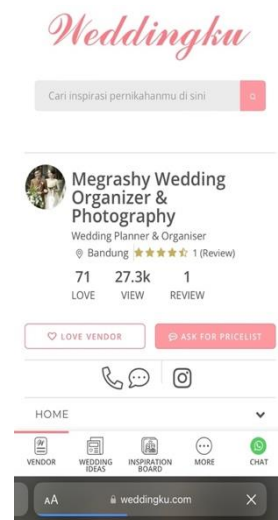 Weddingku
Cari inspirasi pernikahanmu di sini
Megrashy Wedding
Organizer &
Photography
Wedding Planner & Organiser
Bandung 1 (Review)
71 27.3k 1
LOVE VIEW REVIEW
LOVE VENDOR ASK FOR PRICELIST
HOME
VENDOR WEDDING IDEAS INSPIRATION BOARD MORE CHAT
AA weddingku.com